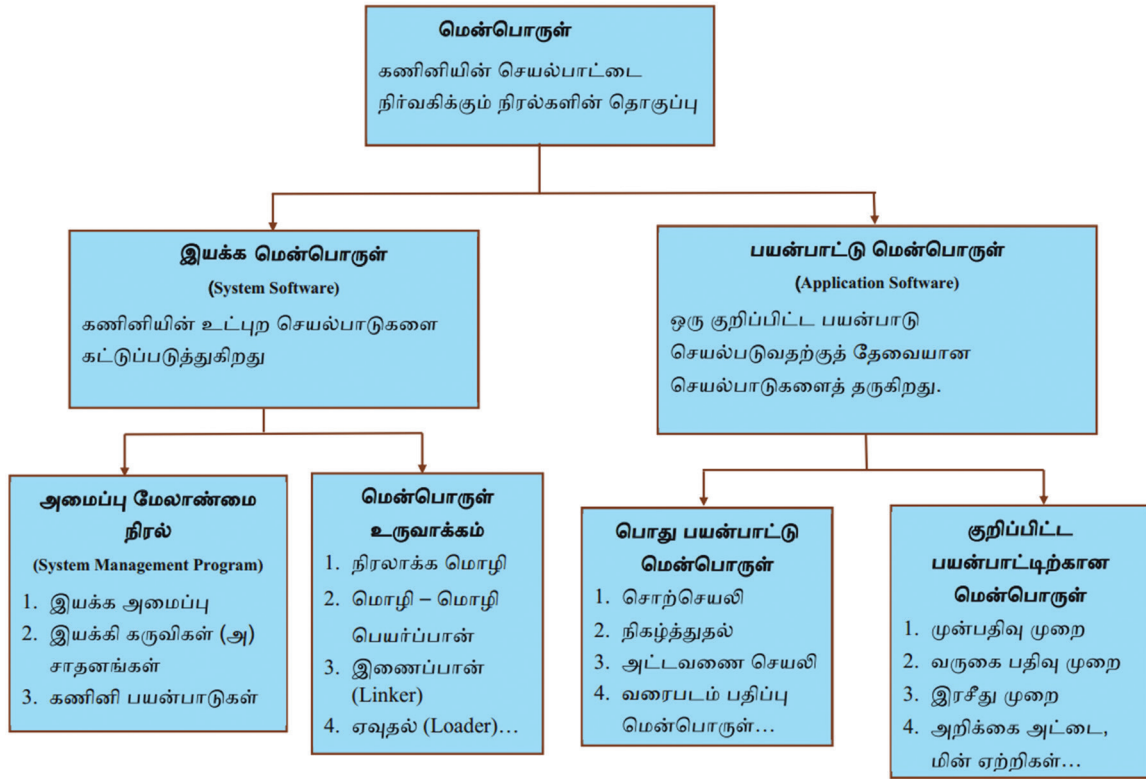 மென்பொருள்
கணினியின் செயல்பாட்டை
நிர்வகிக்கும் நிரல்களின் தொகுப்பு
இயக்க மென்பொருள்
(System Software)
கணினியின் உட்புற செயல்பாடுகளை
கட்டுப்படுத்துகிறது
பயன்பாட்டு மென்பொருள்
(Application Software)
ஒரு குறிப்பிட்ட பயன்பாடு
செயல்படுவதற்குத் தேவையான
செயல்பாடுகளைத் தருகிறது.
அமைப்பு மேலாண்மை
நிரல்
(System Management Program)
1. இயக்க அமைப்பு
2. இயக்கி கருவிகள் (அ)
சாதனங்கள்
3. கணினி பயன்பாடுகள்
மென்பொருள்
உருவாக்கம்
1. நிரலாக்க மொழி
2. மொழி – மொழி
பெயர்ப்பான்
3. இணைப்பான்
(Linker)
4. ஏவுதல் (Loader)...
பொது பயன்பாட்டு
மென்பொருள்
1. சொற்செயலி
2. நிகழ்த்துதல்
3. அட்டவணை செயலி
4. வரைபடம் பதிப்பு
மென்பொருள்...
குறிப்பிட்ட
பயன்பாட்டிற்கான
மென்பொருள்
1. முன்பதிவு முறை
2. வருகை பதிவு முறை
3. இரசீது முறை
4. அறிக்கை அட்டை,
மின் ஏற்றிகள்...